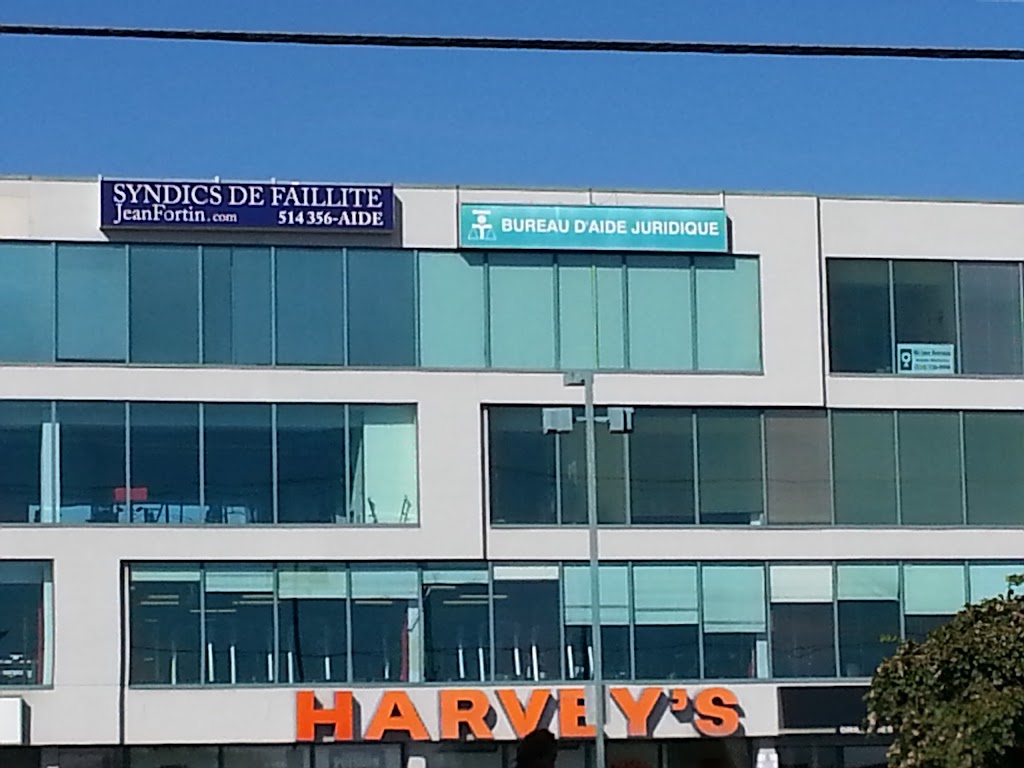 SYNDICS DE FAILLITE
JeanFortin.com 514 356-AIDE
BUREAU D'AIDE JURIDIQUE
HARVEY'S